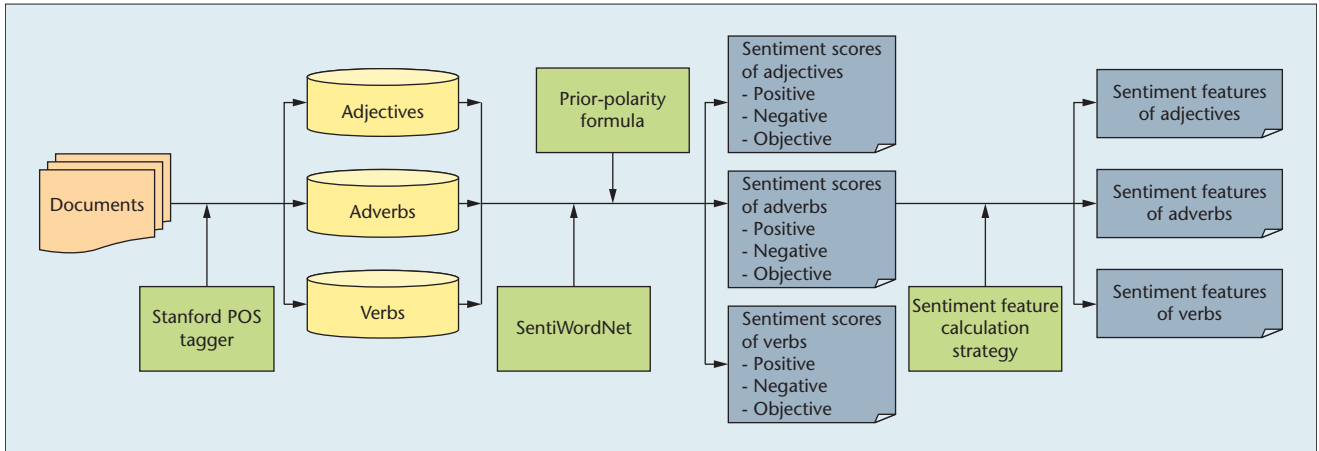 Documents
Stanford POS
tagger
Adjectives
Adverbs
Verbs
Prior-polarity
formula
SentiWordNet
Sentiment scores
of adjectives
- Positive
- Negative
- Objective
Sentiment scores
of adverbs
- Positive
- Negative
- Objective
Sentiment scores
of verbs
- Positive
- Negative
- Objective
Sentiment feature
calculation
strategy
Sentiment features
of adjectives
Sentiment features
of adverbs
Sentiment features
of verbs